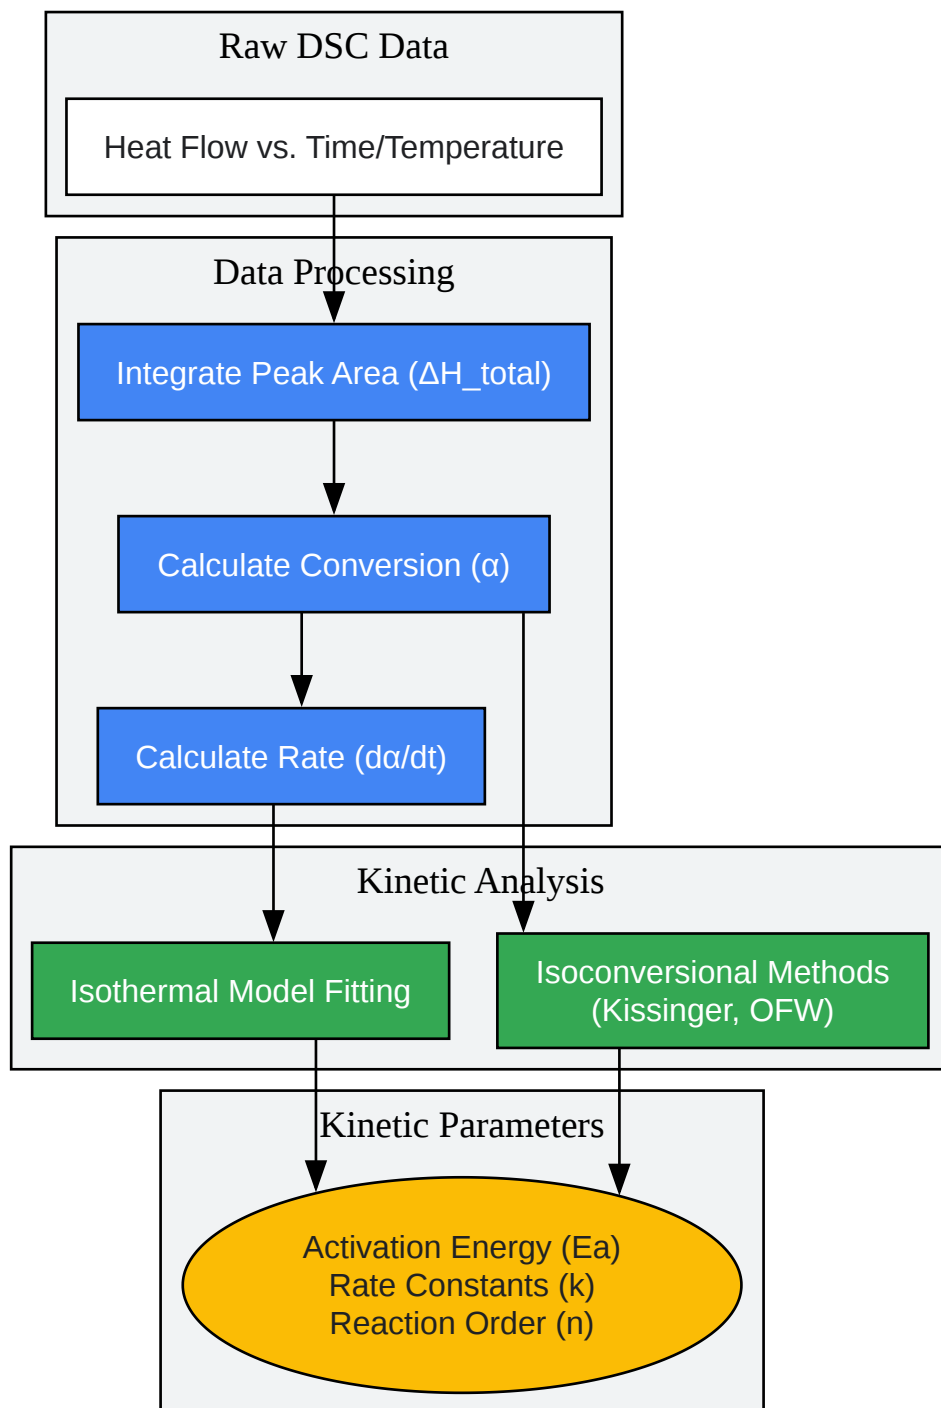 Raw DSC Data
Heat Flow vs. Time/Temperature
Data Processing
Integrate Peak Area (ΔH_total)
Calculate Conversion (α)
Calculate Rate (dα/dt)
Kinetic Analysis
Isothermal Model Fitting
Isoconversional Methods
(Kissinger, OFW)
Kinetic Parameters
Activation Energy (Ea)
Rate Constants (k)
Reaction Order (n)